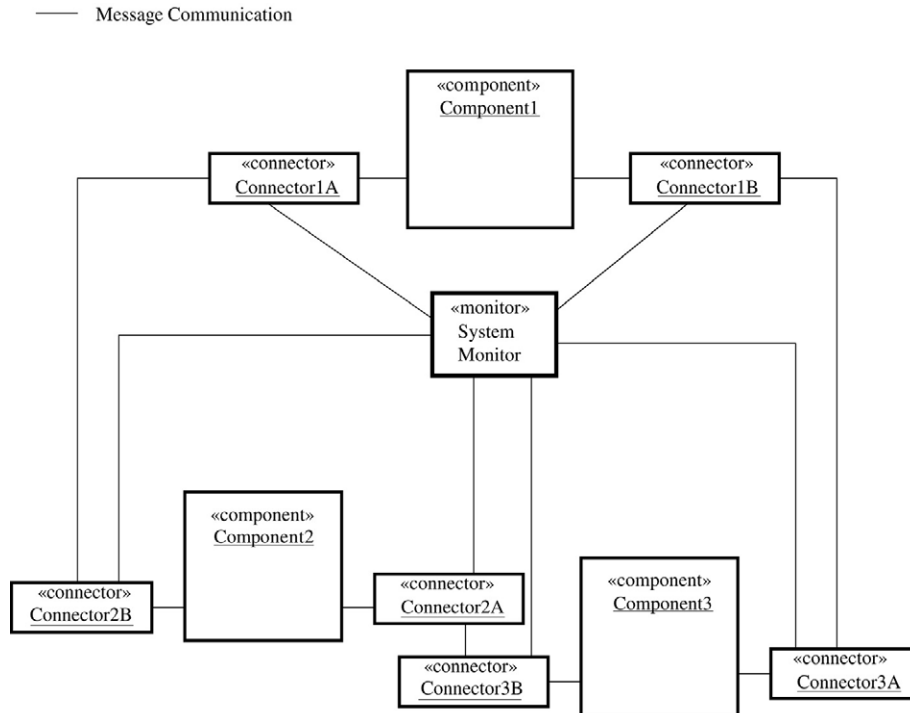 Message Communication
«component»
Component1
«connector»
Connector1A
«connector»
Connector1B
«monitor»
System
Monitor
«component»
Component2
«connector»
Connector2B
«connector»
Connector2A
«component»
Component3
«connector»
Connector3B
«connector»
Connector3A